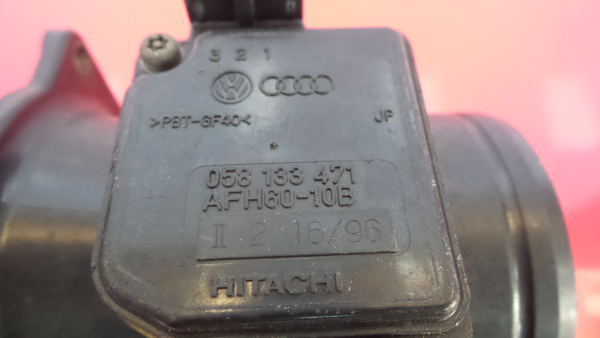 3 2 1
>PBT-GF40<
JP
058 133 471
AFH60-10B
II 2 16/96
HITACHI